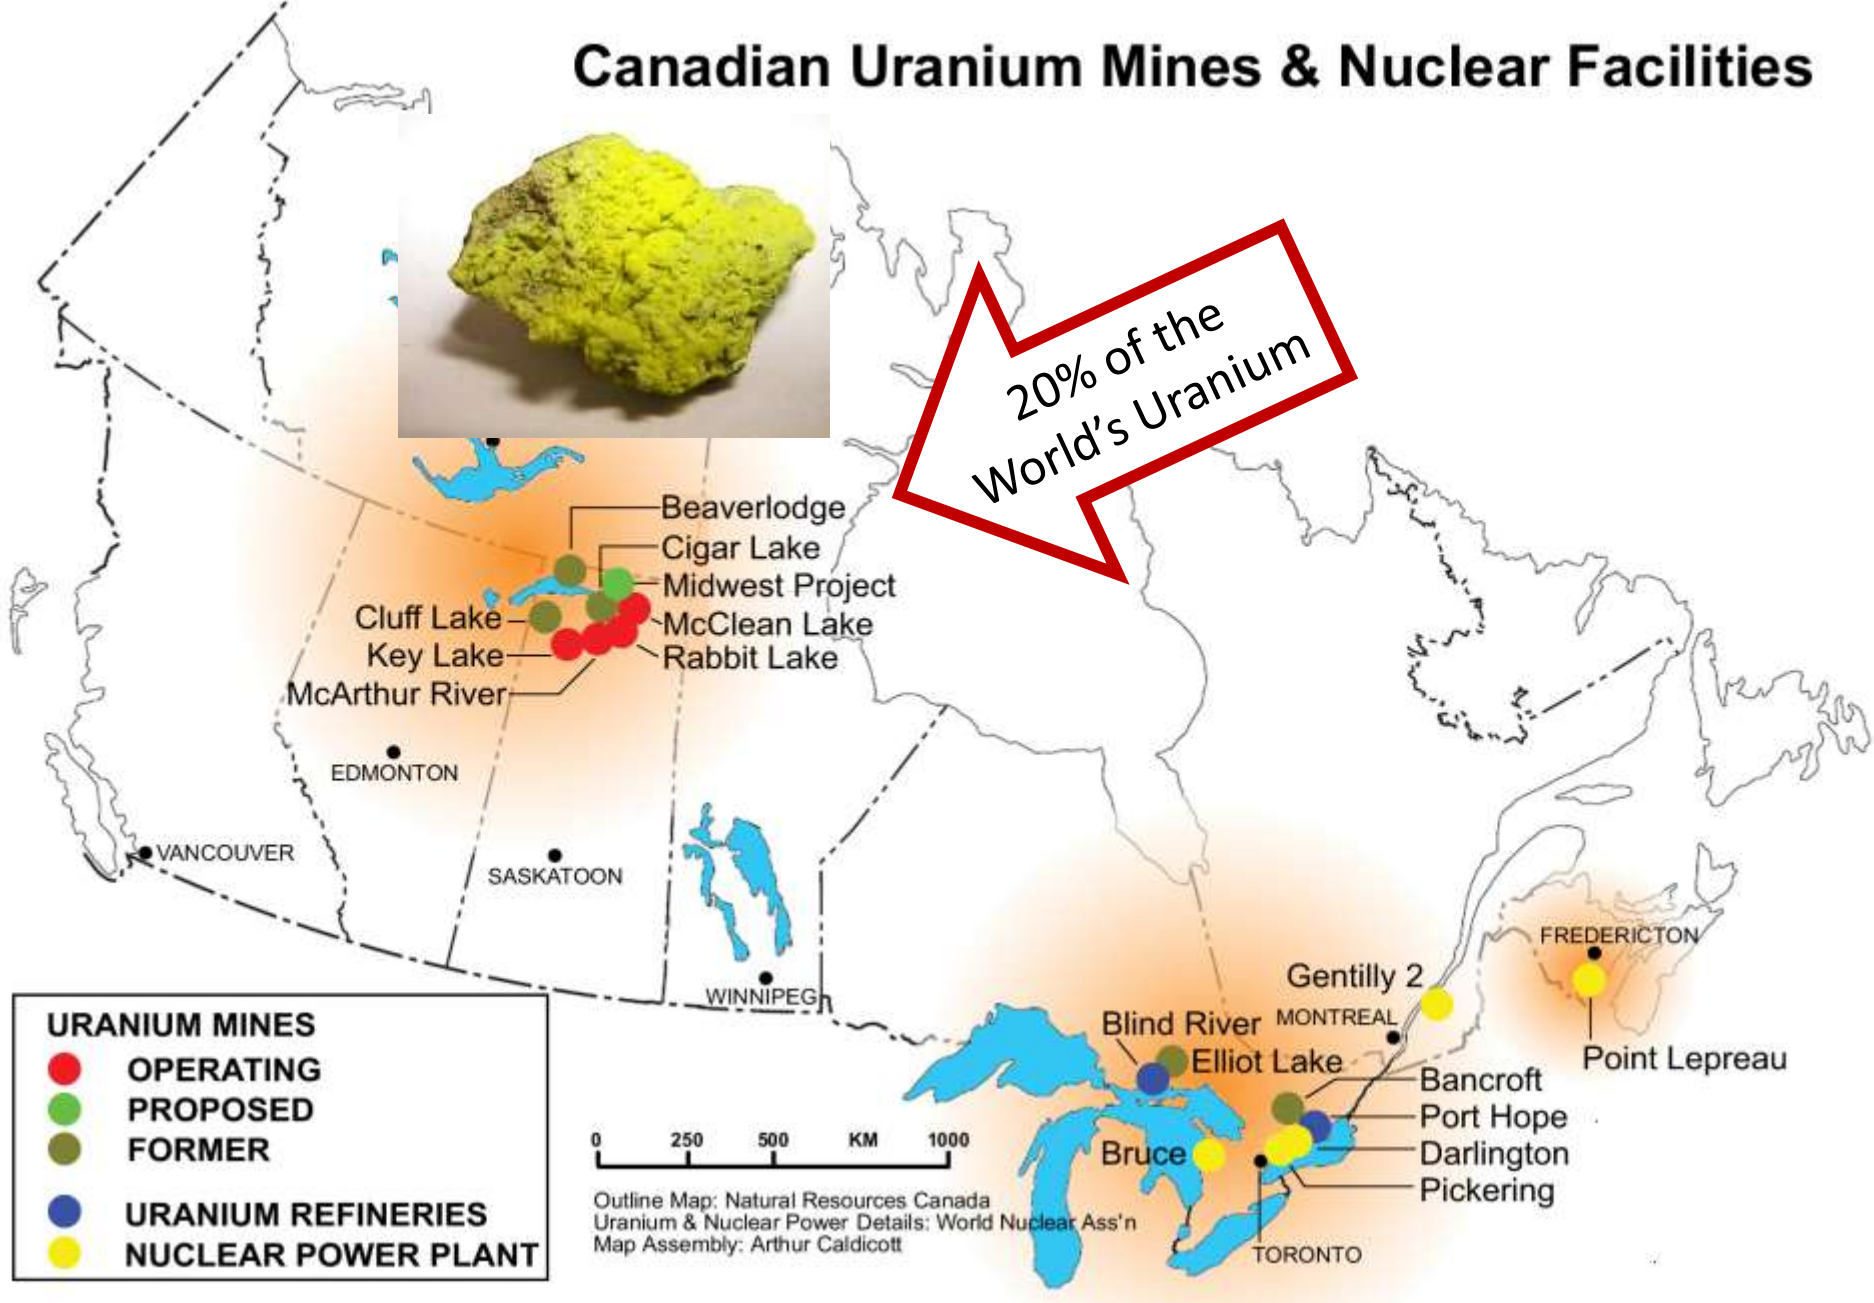 Canadian Uranium Mines & Nuclear Facilities
20% of the
World's Uranium
Beaverlodge
Cigar Lake
Midwest Project
Cluff Lake
McClean Lake
Key Lake
Rabbit Lake
McArthur River
EDMONTON
VANCOUVER
SASKATOON
WINNIPEG
FREDERICTON
Gentilly 2
MONTREAL
Blind River
Elliot Lake
Point Lepreau
Bancroft
Port Hope
Bruce
Darlington
Pickering
TORONTO
URANIUM MINES
OPERATING
PROPOSED
FORMER
URANIUM REFINERIES
NUCLEAR POWER PLANT
0 250 500 KM 1000
Outline Map: Natural Resources Canada
Uranium & Nuclear Power Details: World Nuclear Ass'n
Map Assembly: Arthur Caldicott